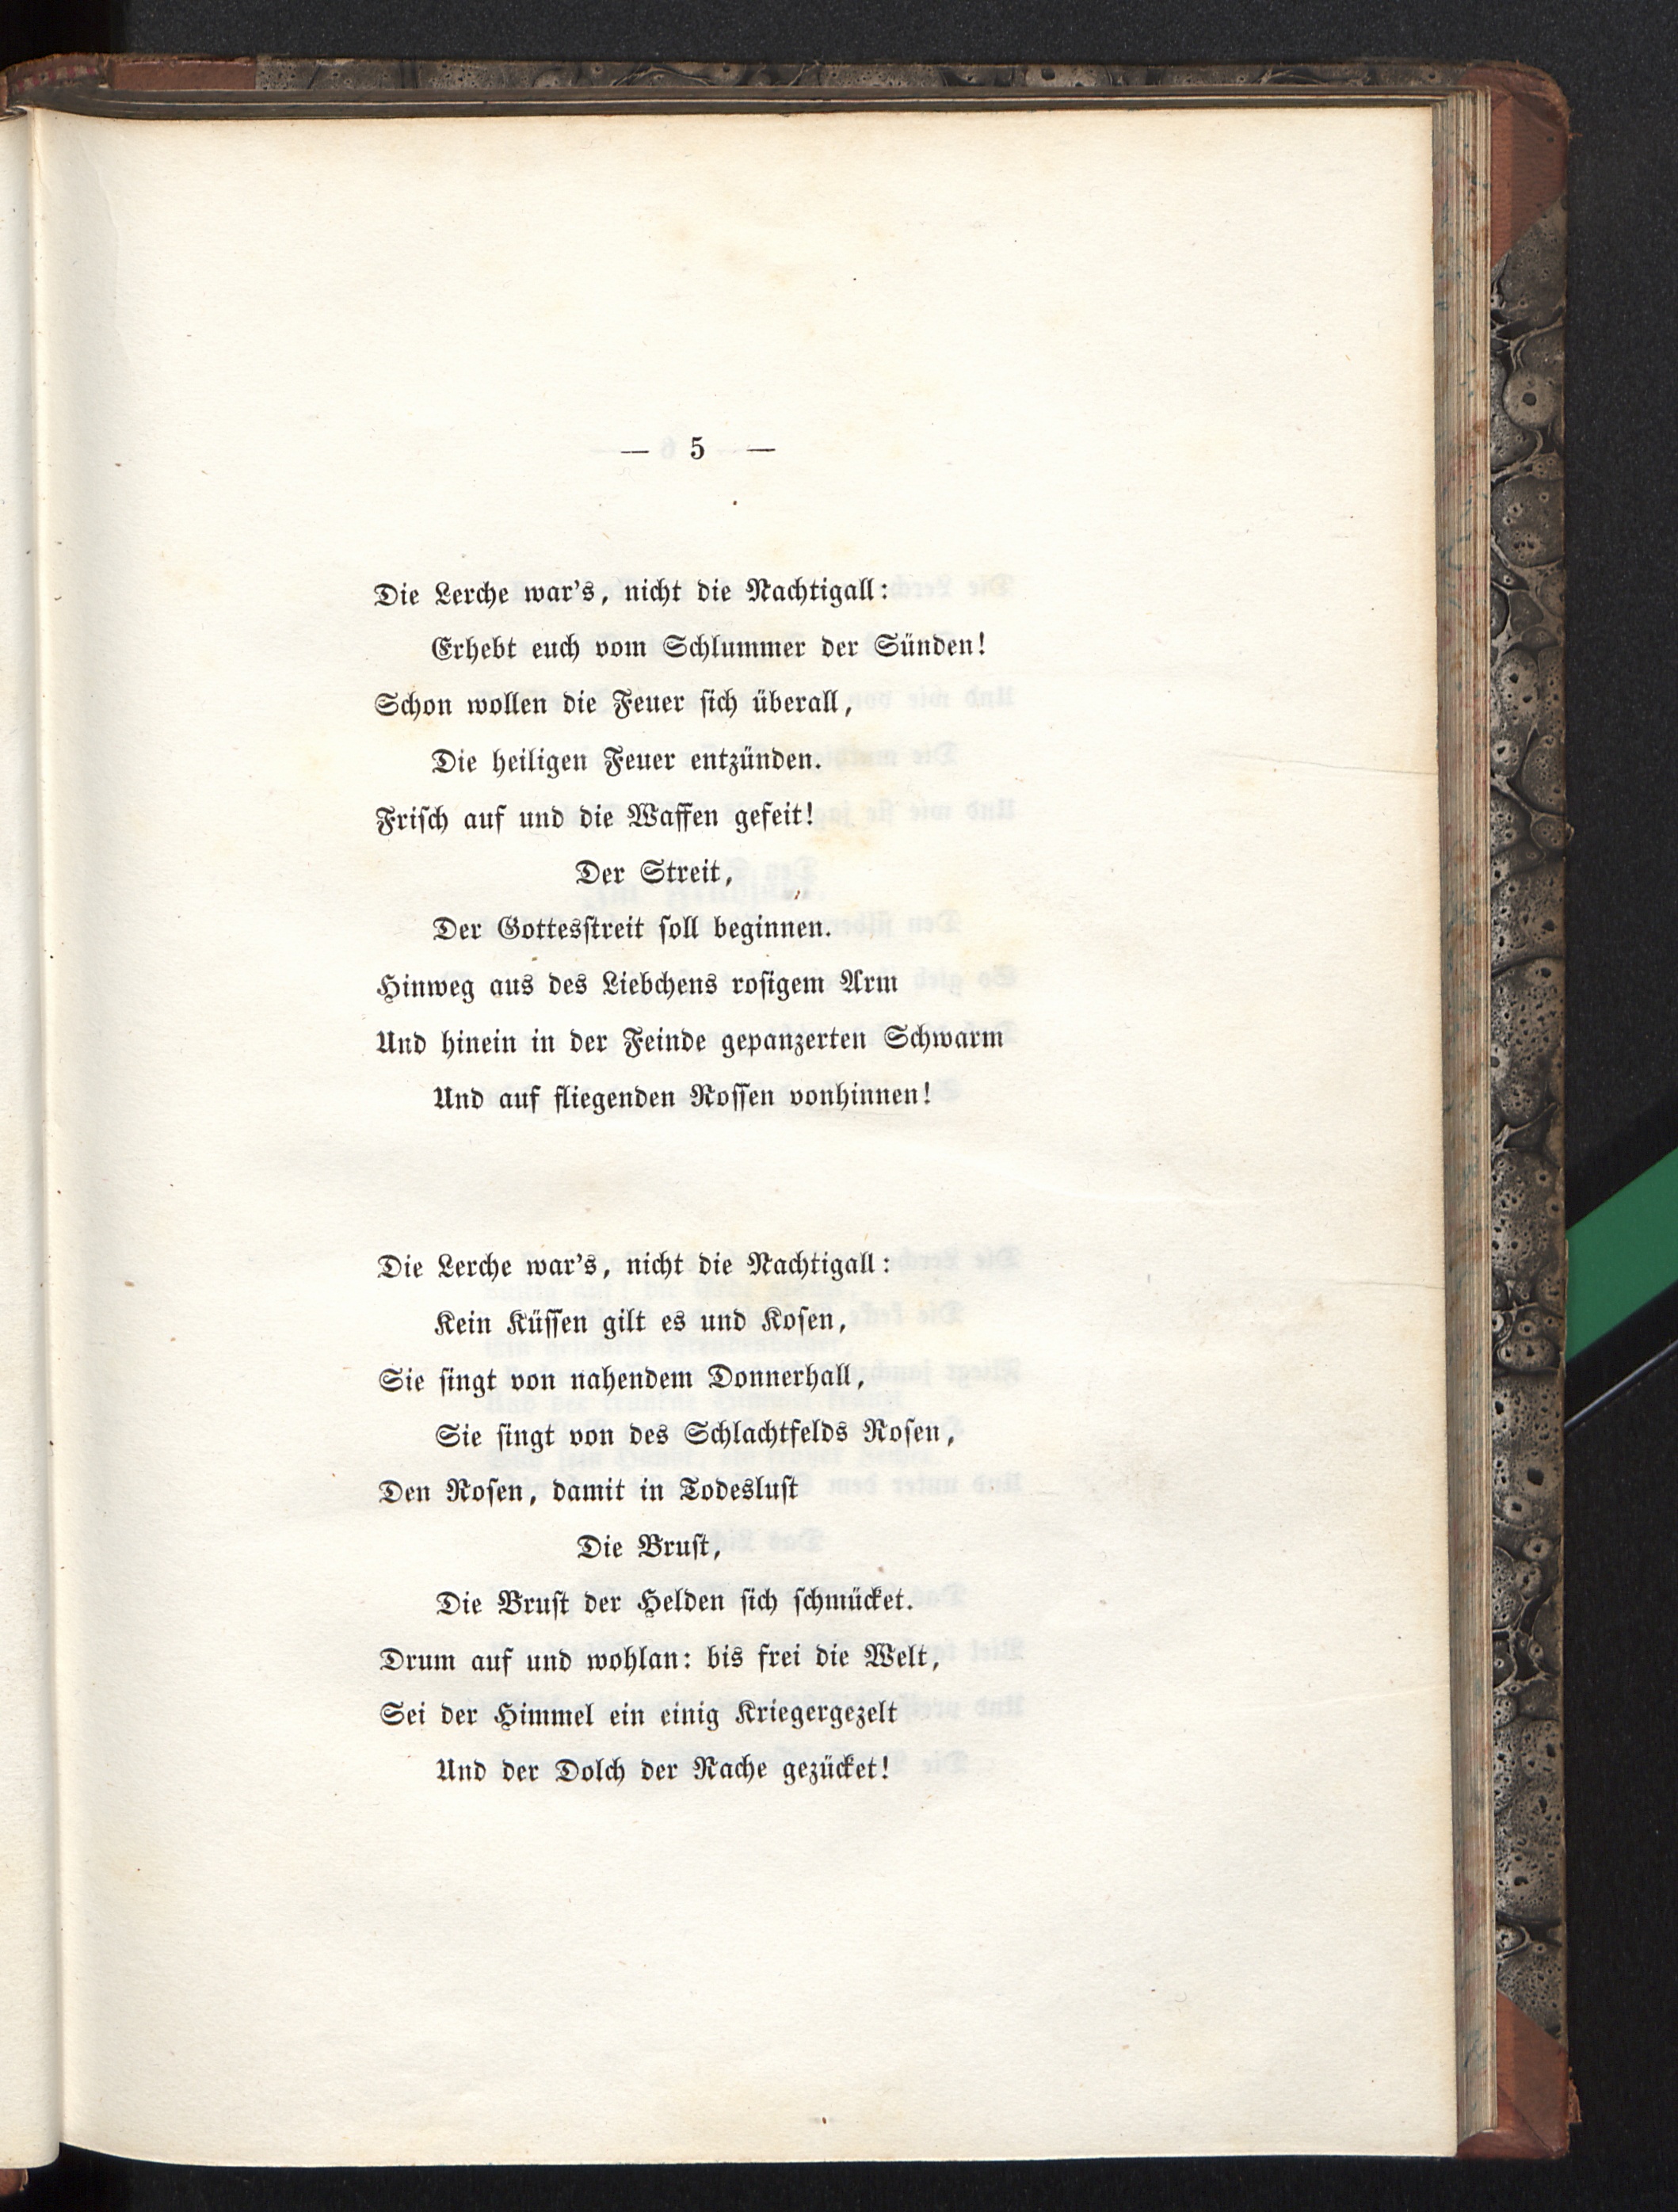 — 5 —
Die Lerche war's, nicht die Nachtigall:
Erhebt euch vom Schlummer der Sünden!
Schon wollen die Feuer ſich überall,
Die heiligen Feuer entzünden.
Friſch auf und die Waffen gefeit!
Der Streit,
Der Gottesſtreit ſoll beginnen.
Hinweg aus des Liebchens roſigem Arm
Und hinein in der Feinde gepanzerten Schwarm
Und auf fliegenden Roſſen vonhinnen!
Die Lerche war's, nicht die Nachtigall:
Kein Küſſen gilt es und Koſen,
Sie ſingt von nahendem Donnerhall,
Sie ſingt von des Schlachtfelds Roſen,
Den Roſen, damit in Todesluſt
Die Bruſt,
Die Bruſt der Helden ſich ſchmücket.
Drum auf und wohlan: bis frei die Welt,
Sei der Himmel ein einig Kriegergezelt
Und der Dolch der Rache gezücket!